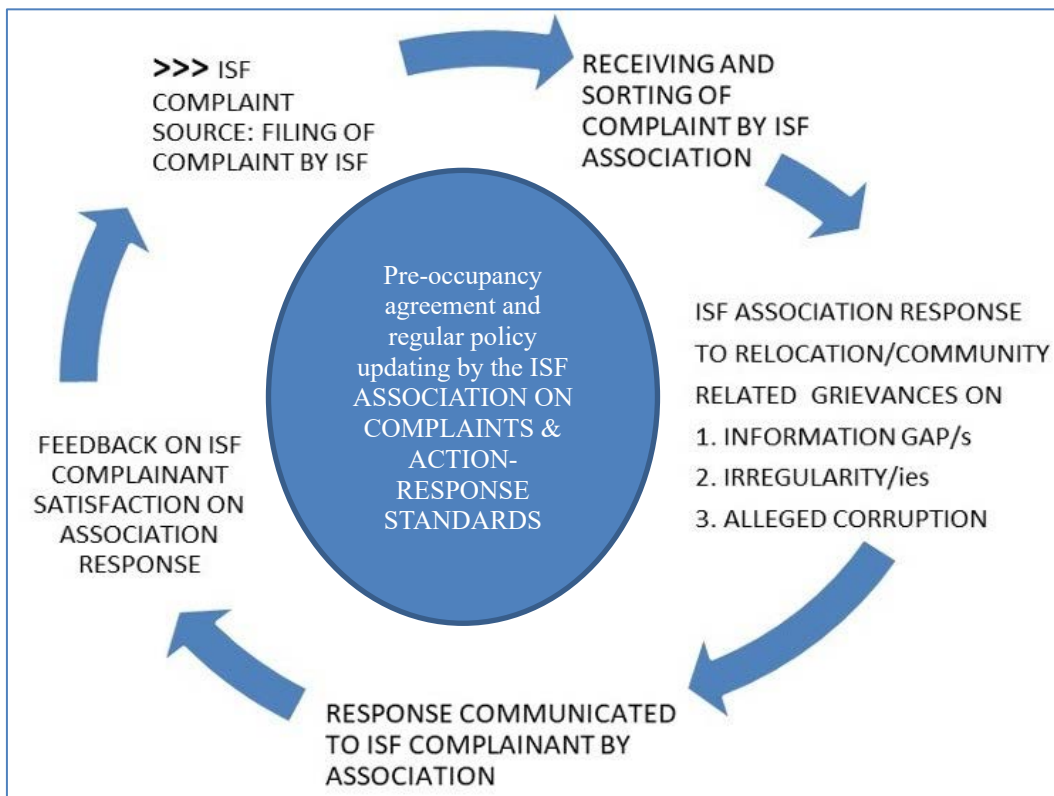 >>> ISF
COMPLAINT
SOURCE: FILING OF
COMPLAINT BY ISF
RECEIVING AND
SORTING OF
COMPLAINT BY ISF
ASSOCIATION
ISF ASSOCIATION RESPONSE
TO RELOCATION/COMMUNITY
RELATED GRIEVANCES ON
1. INFORMATION GAP/s
2. IRREGULARITY/ies
3. ALLEGED CORRUPTION
RESPONSE COMMUNICATED
TO ISF COMPLAINANT BY
ASSOCIATION
FEEDBACK ON ISF
COMPLAINANT
SATISFACTION ON
ASSOCIATION
RESPONSE
Pre-occupancy
agreement and
regular policy
updating by the ISF
ASSOCIATION ON
COMPLAINTS &
ACTION-
RESPONSE
STANDARDS